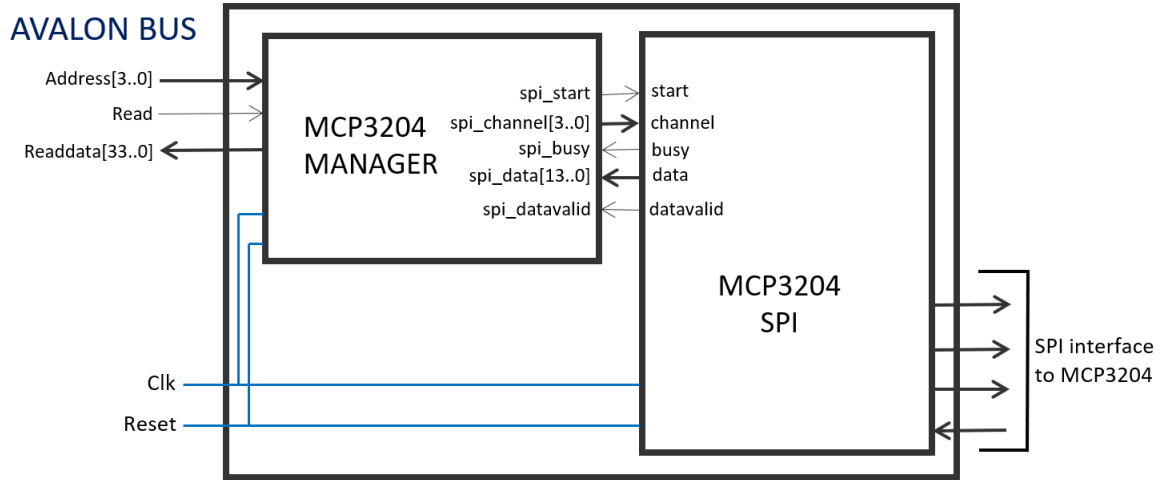 AVALON BUS
Address[3..0]
Read
Readdata[33..0]
MCP3204
MANAGER
spi_start
spi_channel[3..0]
spi_busy
spi_data[13..0]
spi_datavalid
start
channel
busy
data
datavalid
MCP3204
SPI
SPI interface
to MCP3204
Clk
Reset